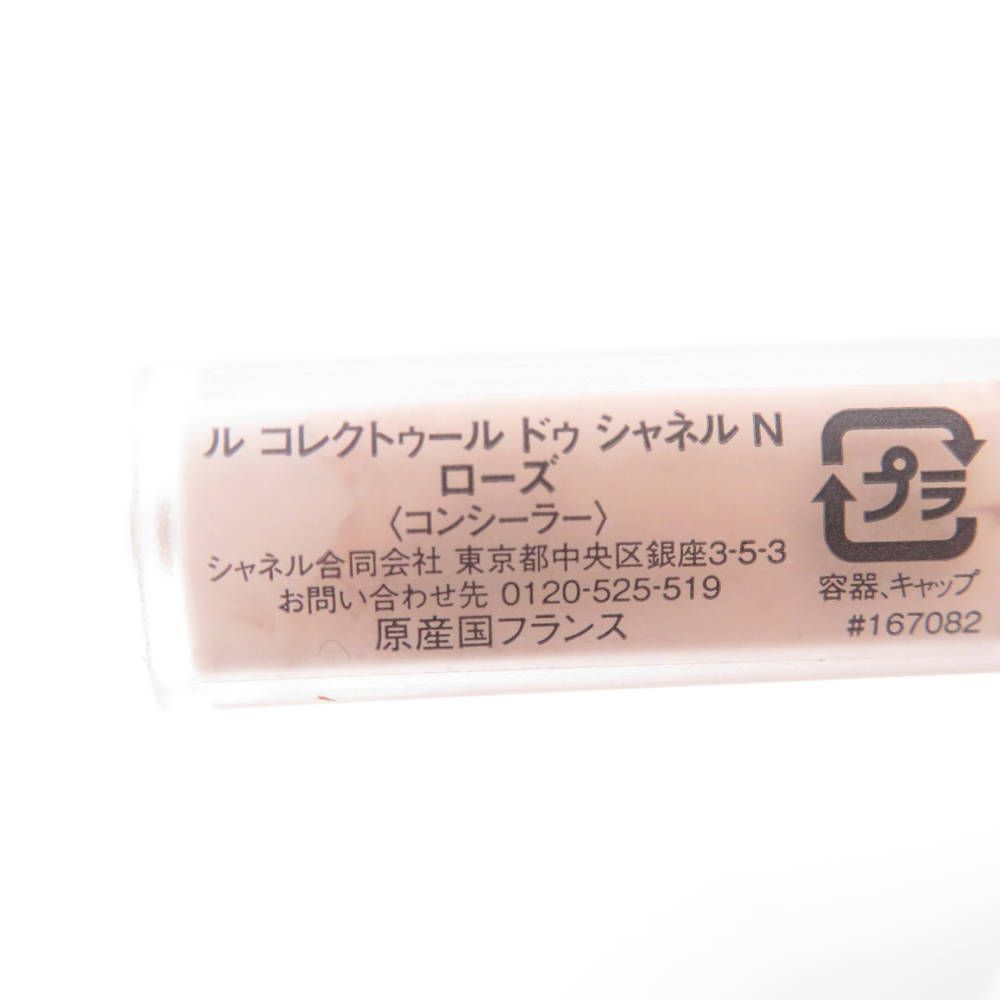 ル コレクトゥール ドゥ シャネル N
ローズ
〈コンシーラー〉
シャネル合同会社 東京都中央区銀座3-5-3
お問い合わせ先 0120-525-519
原産国フランス
プラ
容器、キャップ
#167082